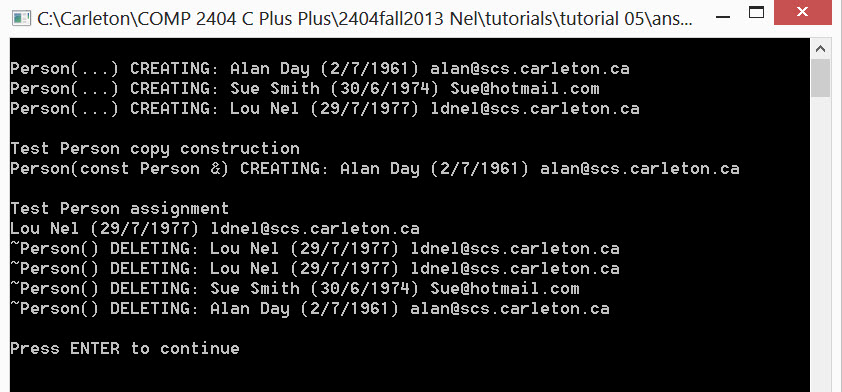 C:\Carleton\COMP 2404 C Plus Plus\2404fall2013 Nel\tutorials\tutorial 05\ans...
Person(...) CREATING: Alan Day (2/7/1961) alan@scs.carleton.ca
Person(...) CREATING: Sue Smith (30/6/1974) Sue@hotmail.com
Person(...) CREATING: Lou Nel (29/7/1977) ldnel@scs.carleton.ca
Test Person copy construction
Person(const Person &) CREATING: Alan Day (2/7/1961) alan@scs.carleton.ca
Test Person assignment
Lou Nel (29/7/1977) ldnel@scs.carleton.ca
~Person() DELETING: Lou Nel (29/7/1977) ldnel@scs.carleton.ca
~Person() DELETING: Lou Nel (29/7/1977) ldnel@scs.carleton.ca
~Person() DELETING: Sue Smith (30/6/1974) Sue@hotmail.com
~Person() DELETING: Alan Day (2/7/1961) alan@scs.carleton.ca
Press ENTER to continue